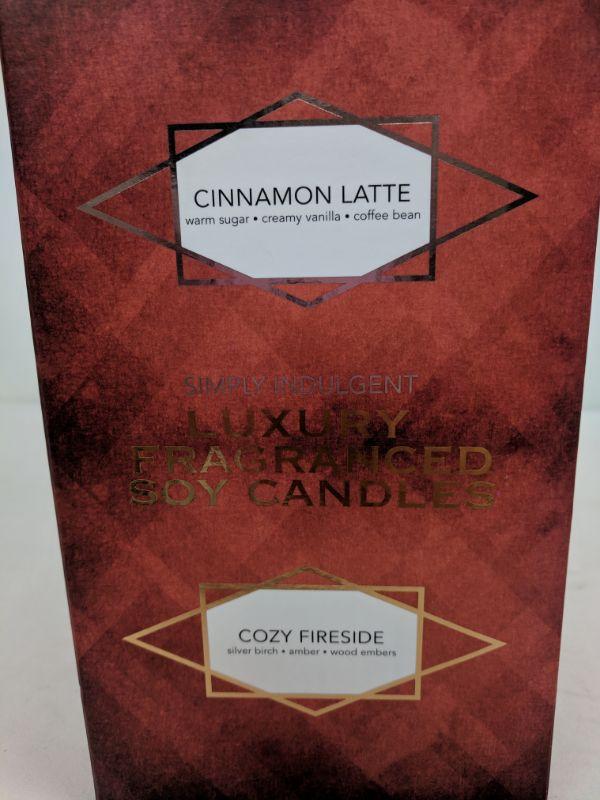 CINNAMON LATTE
warm sugar • creamy vanilla • coffee bean
SIMPLY INDULGENT
LUXURY
FRAGRANCED
SOY CANDLES
COZY FIRESIDE
silver birch • amber • wood embers